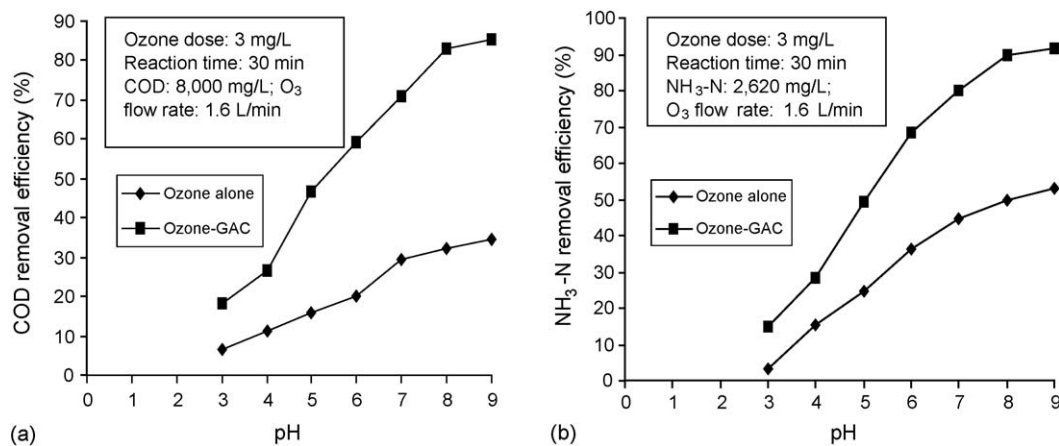 90
80
70
60
50
40
30
20
10
0
COD removal efficiency (%)
Ozone dose: 3 mg/L
Reaction time: 30 min
COD: 8,000 mg/L; O₃
flow rate: 1.6 L/min
Ozone alone
Ozone-GAC
0 1 2 3 4 5 6 7 8 9
pH
(a)
100
90
80
70
60
50
40
30
20
10
0
NH₃-N removal efficiency (%)
Ozone dose: 3 mg/L
Reaction time: 30 min
NH₃-N: 2,620 mg/L;
O₃ flow rate: 1.6 L/min
Ozone alone
Ozone-GAC
0 1 2 3 4 5 6 7 8 9
pH
(b)